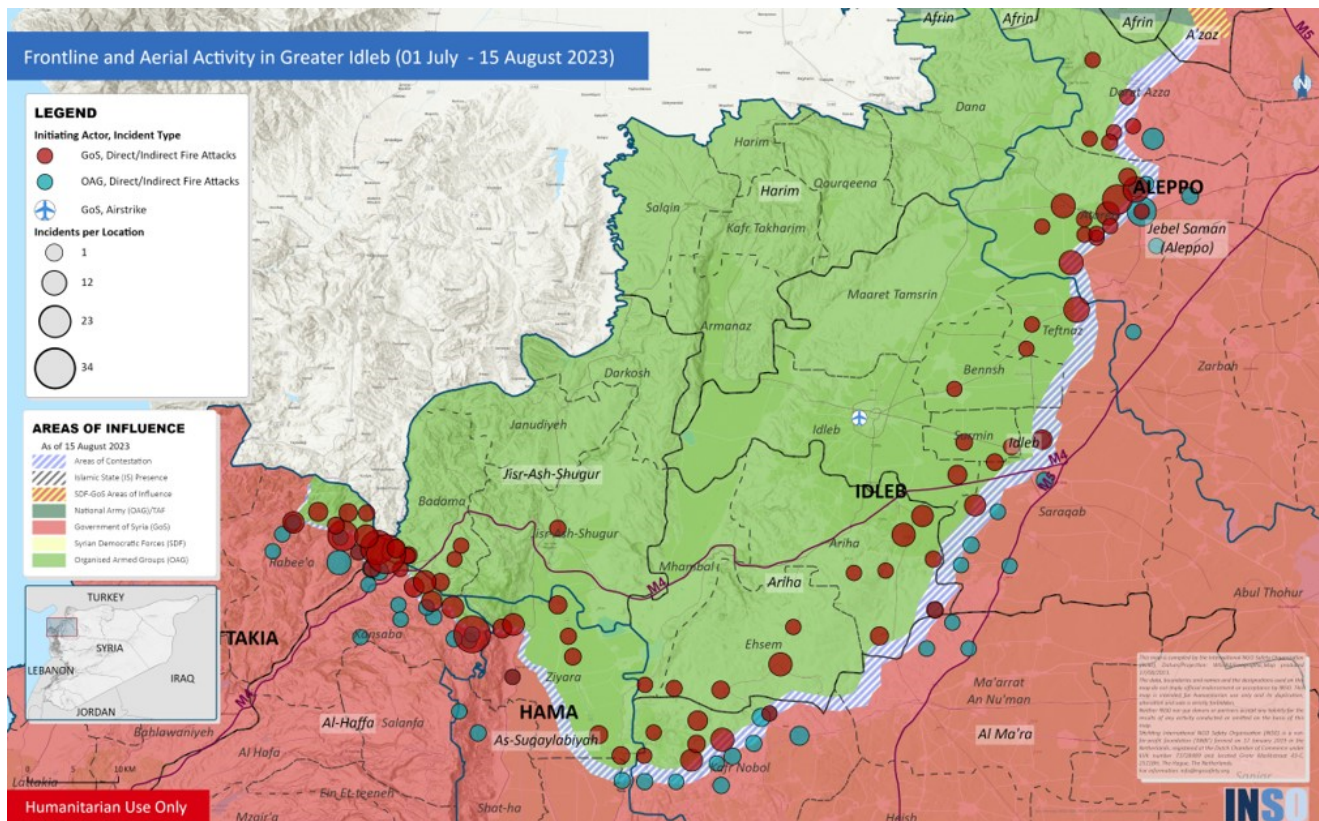 Frontline and Aerial Activity in Greater Idleb (01 July - 15 August 2023)
LEGEND
Initiating Actor, Incident Type
GoS, Direct/Indirect Fire Attacks
OAG, Direct/Indirect Fire Attacks
GoS, Airstrike
Incidents per Location
1
12
23
34
AREAS OF INFLUENCE
As of 15 August 2023
Areas of Contestation
Islamic State (IS) Presence
SDF-GoS Areas of Influence
National Army (OAG)/TAF
Government of Syria (GoS)
Syrian Democratic Forces (SDF)
Organised Armed Groups (OAG)
TURKEY
SYRIA
LEBANON
IRAQ
JORDAN
Afrin
Afrin
Afrin
A'zaz
M5
N
Dana
Darat Azza
Harim
Harim
Qourqeena
Salqin
Kafr Takharim
ALEPPO
Atareb
Jebel Saman
(Aleppo)
Maaret Tamsrin
Armanaz
Teftnaz
Zarbah
Darkosh
Bennsh
Janudiyeh
Idleb
Sarmin
Idleb
M4
M5
Jisr-Ash-Shugur
Badama
IDLEB
Saraqab
Jisr-Ash-Shugur
Ariha
Rabee'a
Mhambal
M4
Ariha
Abul Thohur
TTAKIA
Kansaba
Ehsem
M4
Ziyara
Ma'arrat
An Nu'man
HAMA
As-Suqaylabiyah
Al-Haffa
Salanfa
Al Ma'ra
Bahlawaniyeh
Al Hafa
Kafr Nobol
Lattakia
0 5 10 KM
Ein Et-teeneh
Shat-ha
Mzair'a
Heish
Sanjar
Humanitarian Use Only
INSO